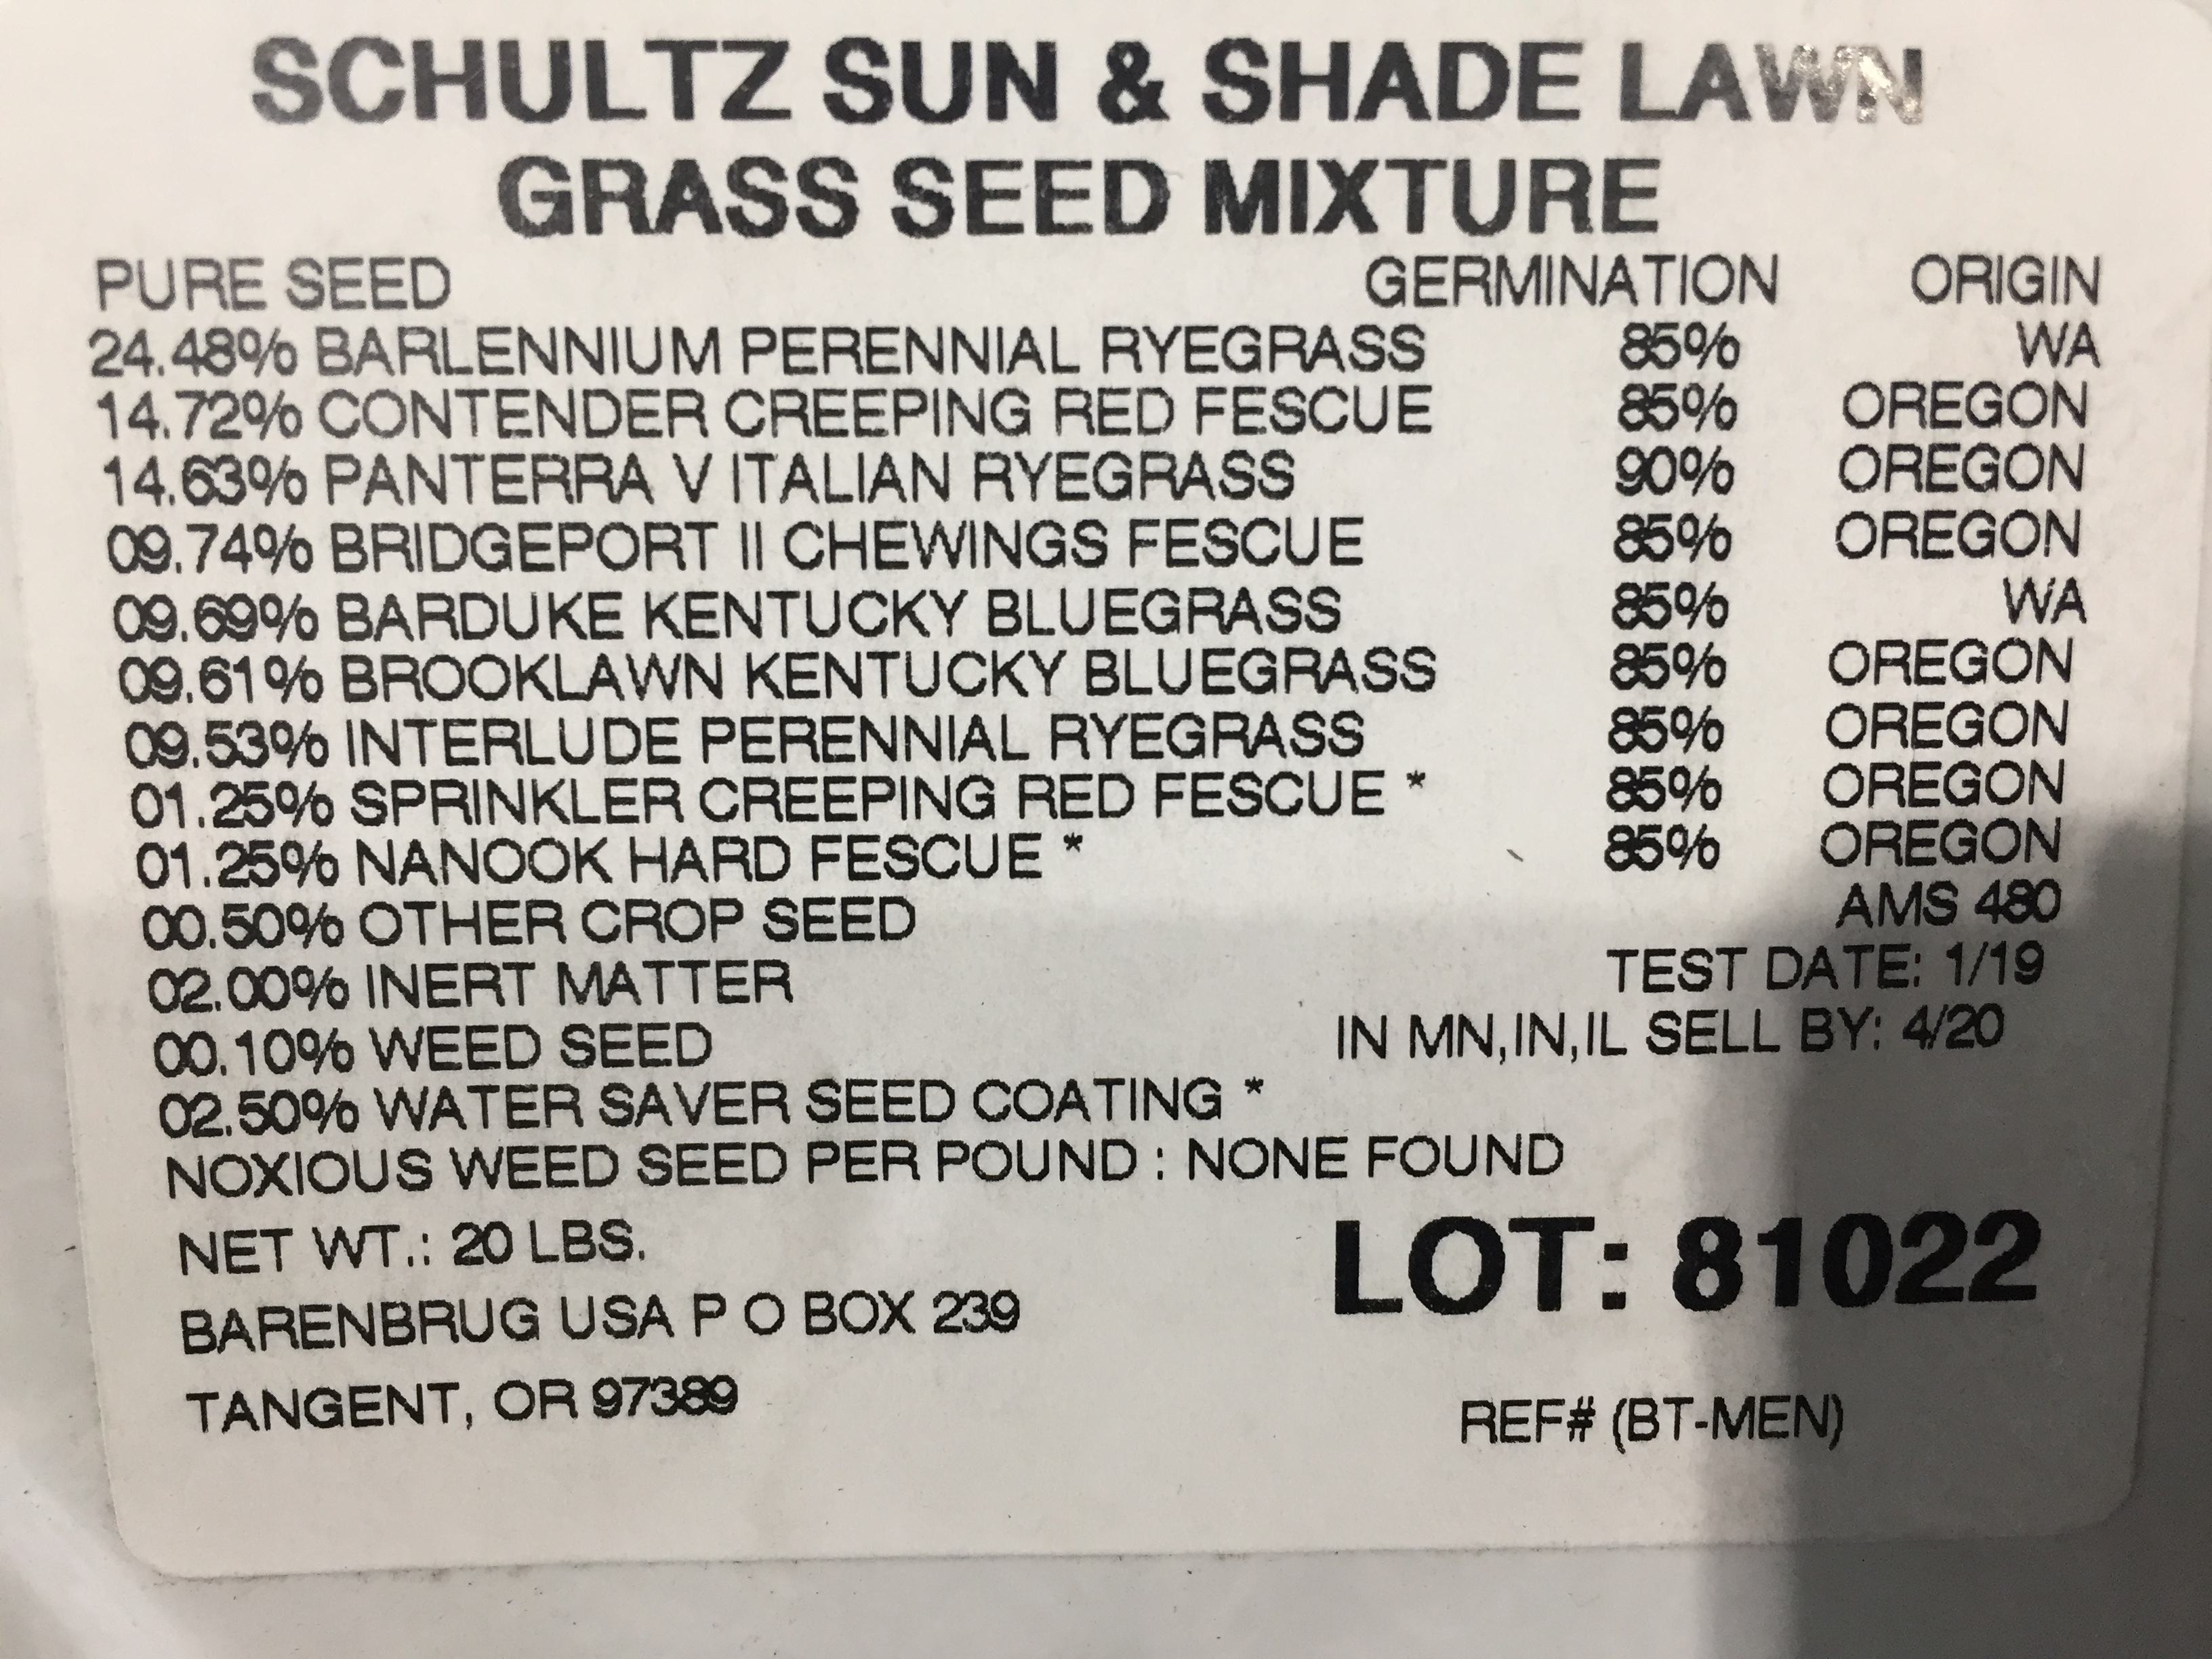 SCHULTZ SUN & SHADE LAWN
GRASS SEED MIXTURE
PURE SEED GERMINATION ORIGIN
24.48% BARLENNIUM PERENNIAL RYEGRASS 85% WA
14.72% CONTENDER CREEPING RED FESCUE 85% OREGON
14.63% PANTERRA V ITALIAN RYEGRASS 90% OREGON
09.74% BRIDGEPORT II CHEWINGS FESCUE 85% OREGON
09.69% BARDUKE KENTUCKY BLUEGRASS 85% WA
09.61% BROOKLAWN KENTUCKY BLUEGRASS 85% OREGON
09.53% INTERLUDE PERENNIAL RYEGRASS 85% OREGON
01.25% SPRINKLER CREEPING RED FESCUE * 85% OREGON
01.25% NANOOK HARD FESCUE * 85% OREGON
00.50% OTHER CROP SEED AMS 480
02.00% INERT MATTER TEST DATE: 1/19
00.10% WEED SEED IN MN,IN,IL SELL BY: 4/20
02.50% WATER SAVER SEED COATING *
NOXIOUS WEED SEED PER POUND : NONE FOUND
NET WT.: 20 LBS. LOT: 81022
BARENBRUG USA P O BOX 239
TANGENT, OR 97389 REF# (BT-MEN)